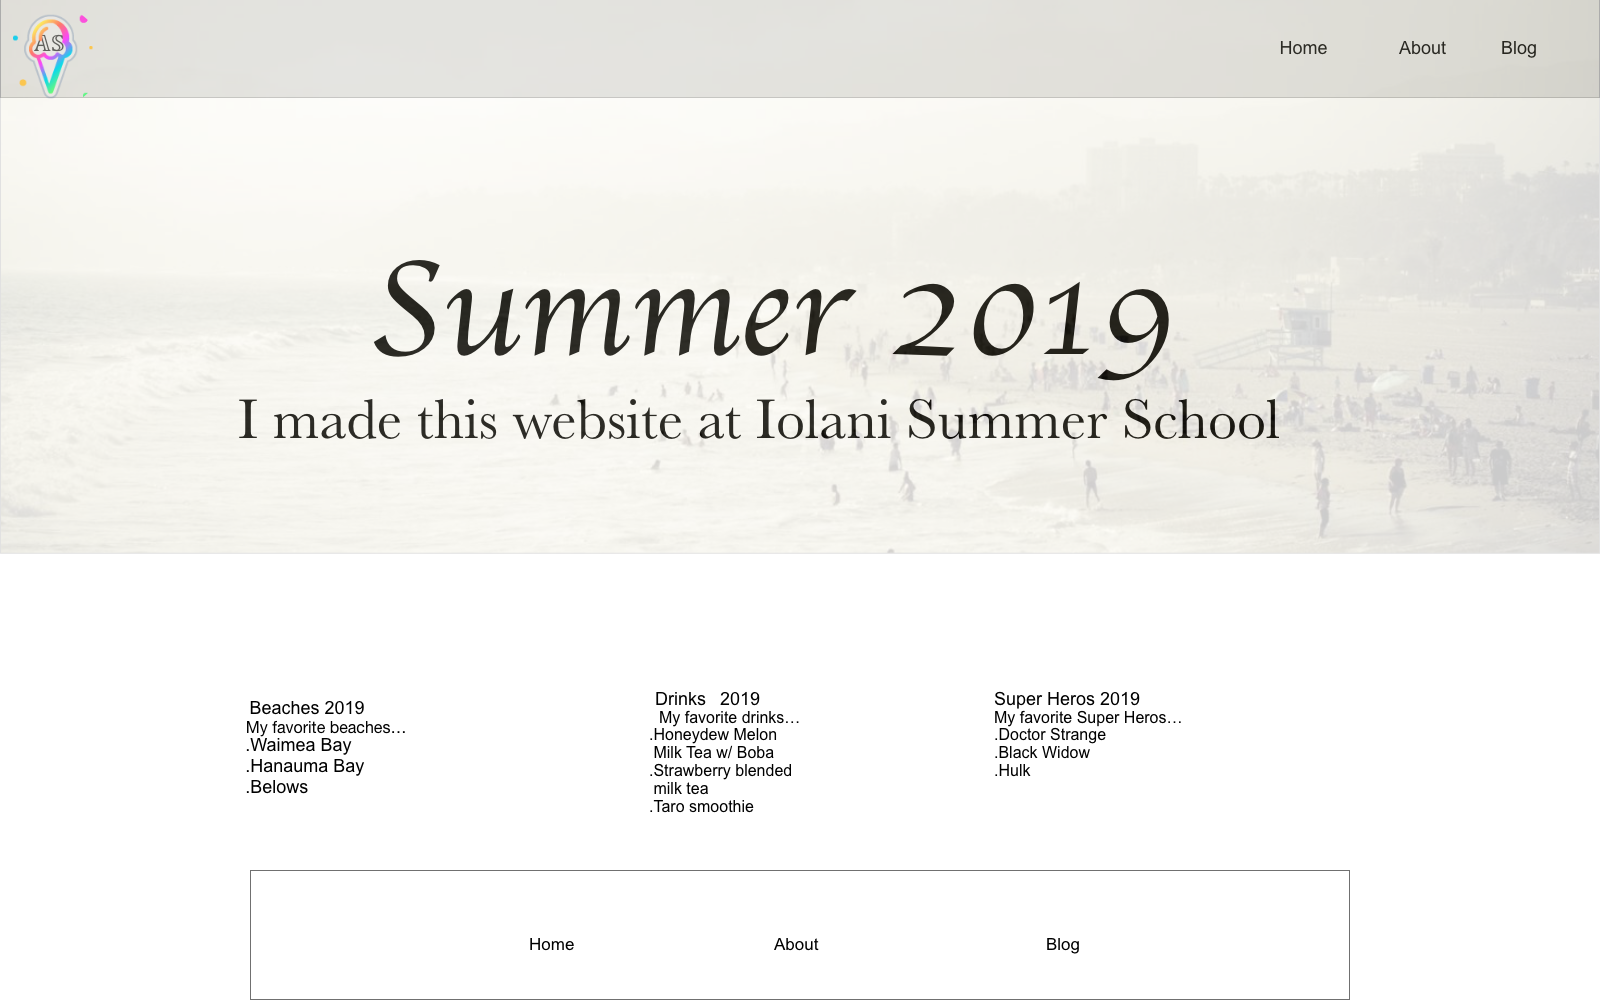 AS
Home About Blog
Summer 2019
I made this website at Iolani Summer School
Beaches 2019
My favorite beaches...
.Waimea Bay
.Hanauma Bay
.Belows
Drinks 2019
My favorite drinks...
.Honeydew Melon
Milk Tea w/ Boba
.Strawberry blended
milk tea
.Taro smoothie
Super Heros 2019
My favorite Super Heros...
.Doctor Strange
.Black Widow
.Hulk
Home About Blog